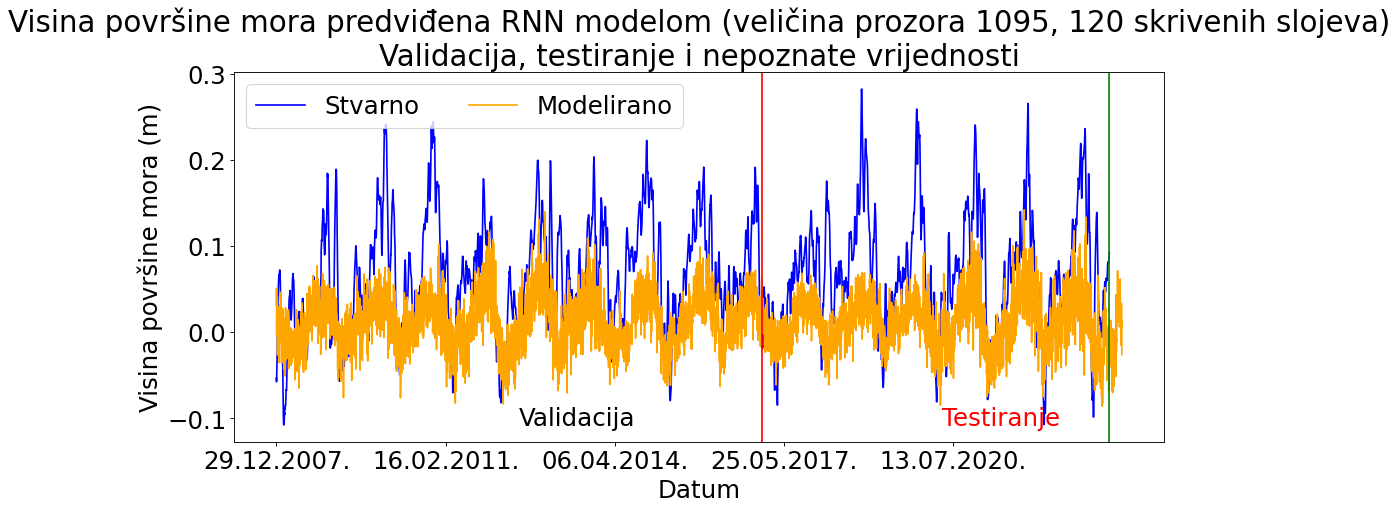 Visina površine mora predviđena RNN modelom (veličina prozora 1095, 120 skrivenih slojeva)
Validacija, testiranje i nepoznate vrijednosti
Stvarno Modelirano
Visina površine mora (m)
0.3
0.2
0.1
0.0
−0.1
Validacija Testiranje
29.12.2007. 16.02.2011. 06.04.2014. 25.05.2017. 13.07.2020.
Datum